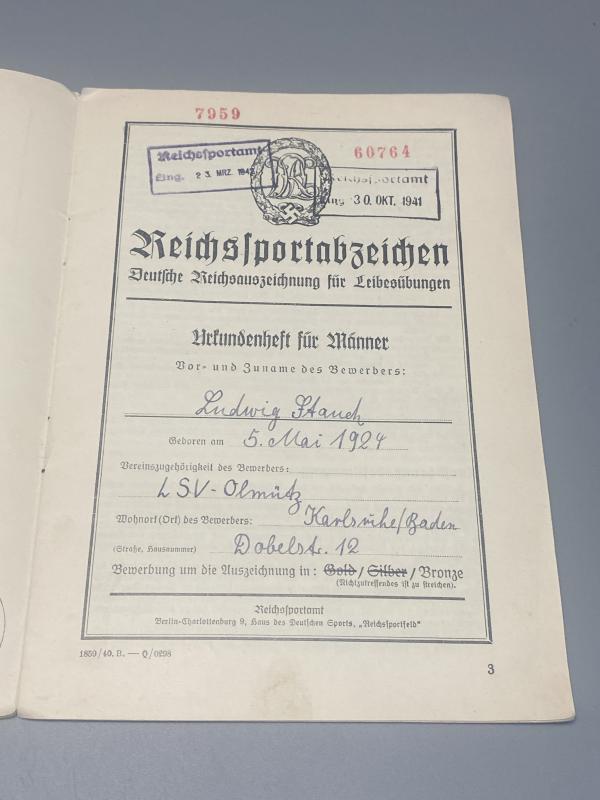 7959
60764
Reichssportamt
Eing. 23. MRZ. 1942
Reichssportamt
Eing. 30. OKT. 1941
Reichssportabzeichen
Deutsche Reichsauszeichnung für Leibesübungen
Urkundenheft für Männer
Vor- und Zuname des Bewerbers:
Ludwig Stauch
Geboren am 5. Mai 1924
Vereinszugehörigkeit des Bewerbers:
LSV-Olmütz
Wohnort (Ort) des Bewerbers: Karlsruhe/Baden
(Straße, Hausnummer) Dobelstr. 12
Bewerbung um die Auszeichnung in: Gold / Silber / Bronze
(Nichtzutreffendes ist zu streichen).
Reichssportamt
Berlin-Charlottenburg 9, Haus des Deutschen Sports, „Reichssportfeld"
1859/40. B. — Q/0298
3